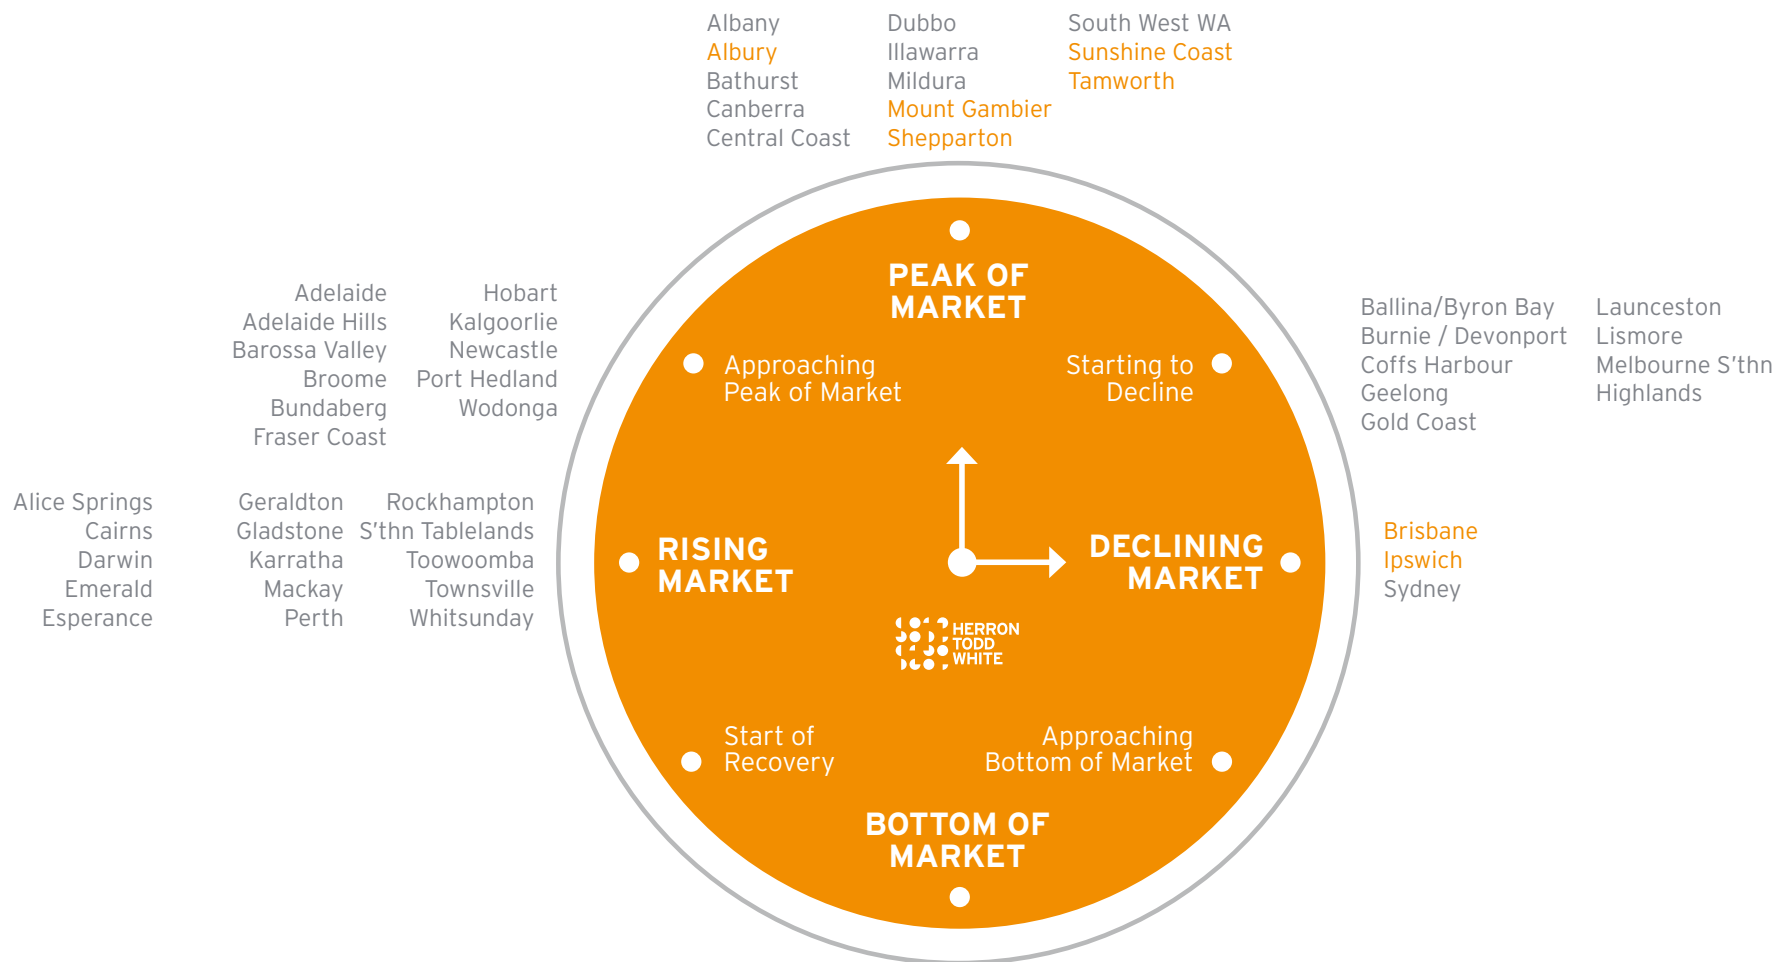 Albany
Albury
Bathurst
Canberra
Central Coast
Dubbo
Illawarra
Mildura
Mount Gambier
Shepparton
South West WA
Sunshine Coast
Tamworth
PEAK OF
MARKET
Adelaide
Adelaide Hills
Barossa Valley
Broome
Bundaberg
Fraser Coast
Hobart
Kalgoorlie
Newcastle
Port Hedland
Wodonga
Approaching
Peak of Market
Starting to
Decline
Ballina/Byron Bay
Burnie / Devonport
Coffs Harbour
Geelong
Gold Coast
Launceston
Lismore
Melbourne S'thn
Highlands
Alice Springs
Cairns
Darwin
Emerald
Esperance
Geraldton
Gladstone
Karratha
Mackay
Perth
Rockhampton
S'thn Tablelands
Toowoomba
Townsville
Whitsunday
RISING
MARKET
DECLINING
MARKET
Brisbane
Ipswich
Sydney
HERRON
TODD
WHITE
Start of
Recovery
Approaching
Bottom of Market
BOTTOM OF
MARKET